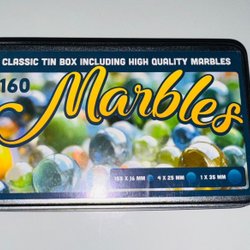 CLASSIC TIN BOX INCLUDING HIGH QUALITY MARBLES
160
Marbles
155 X 16 MM 4 X 25 MM 1 X 35 MM